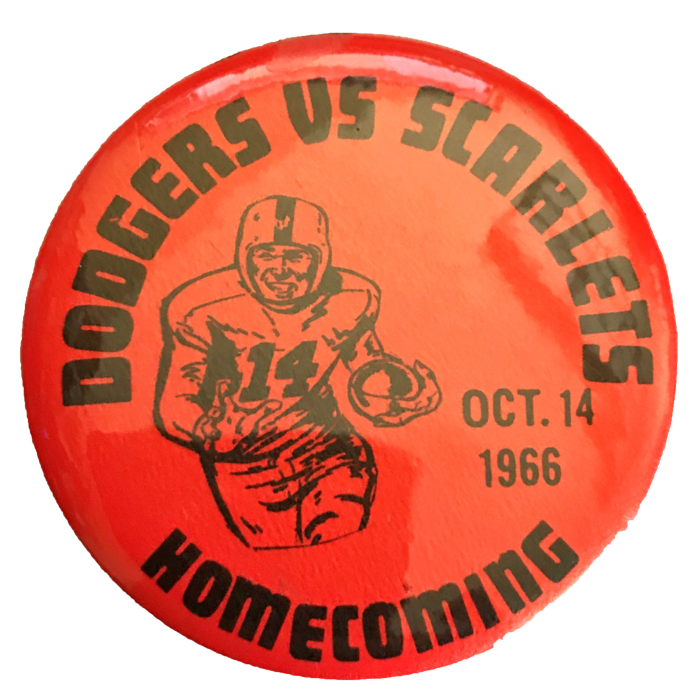 DODGERS VS SCARLETS
14
OCT. 14
1966
HOMECOMING